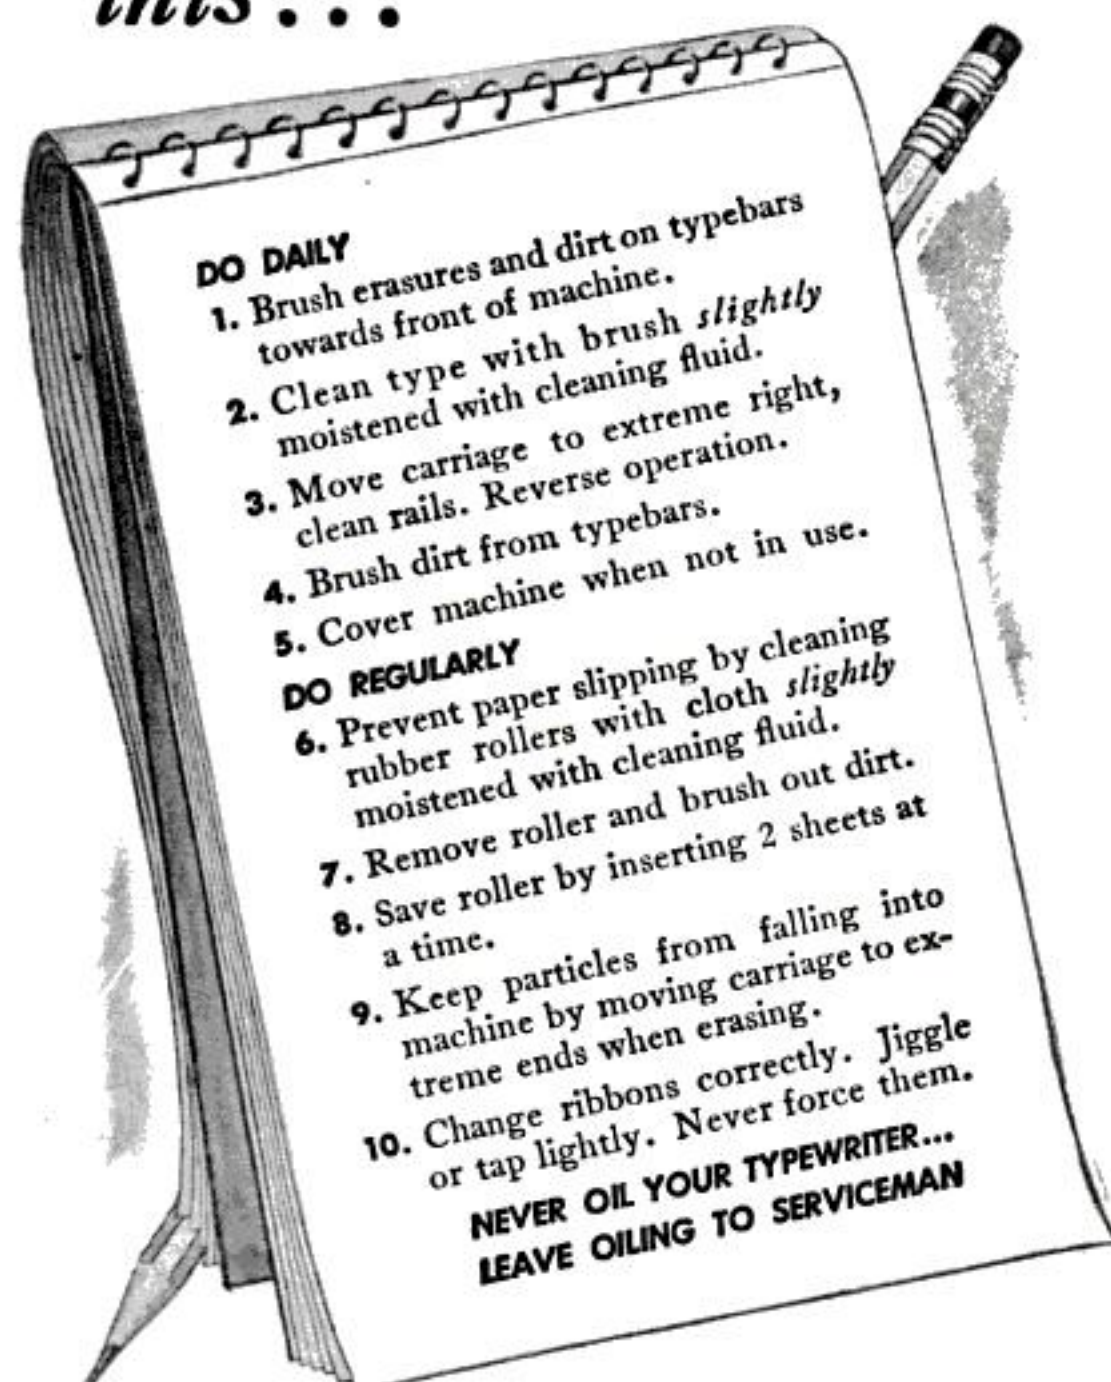 this...
DO DAILY
1. Brush erasures and dirt on typebars
towards front of machine.
2. Clean type with brush slightly
moistened with cleaning fluid.
3. Move carriage to extreme right,
clean rails. Reverse operation.
4. Brush dirt from typebars.
5. Cover machine when not in use.
DO REGULARLY
6. Prevent paper slipping by cleaning
rubber rollers with cloth slightly
moistened with cleaning fluid.
7. Remove roller and brush out dirt.
8. Save roller by inserting 2 sheets at
a time.
9. Keep particles from falling into
machine by moving carriage to ex-
treme ends when erasing.
10. Change ribbons correctly. Jiggle
or tap lightly. Never force them.
NEVER OIL YOUR TYPEWRITER...
LEAVE OILING TO SERVICEMAN